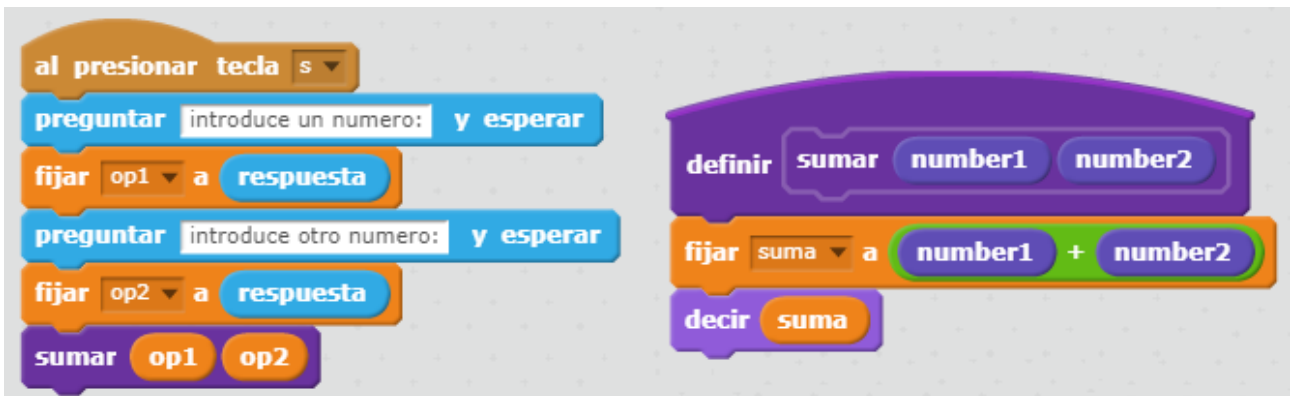 al presionar tecla s
preguntar introduce un numero: y esperar
fijar op1 a respuesta
preguntar introduce otro numero: y esperar
fijar op2 a respuesta
sumar op1 op2
definir sumar number1 number2
fijar suma a number1 + number2
decir suma